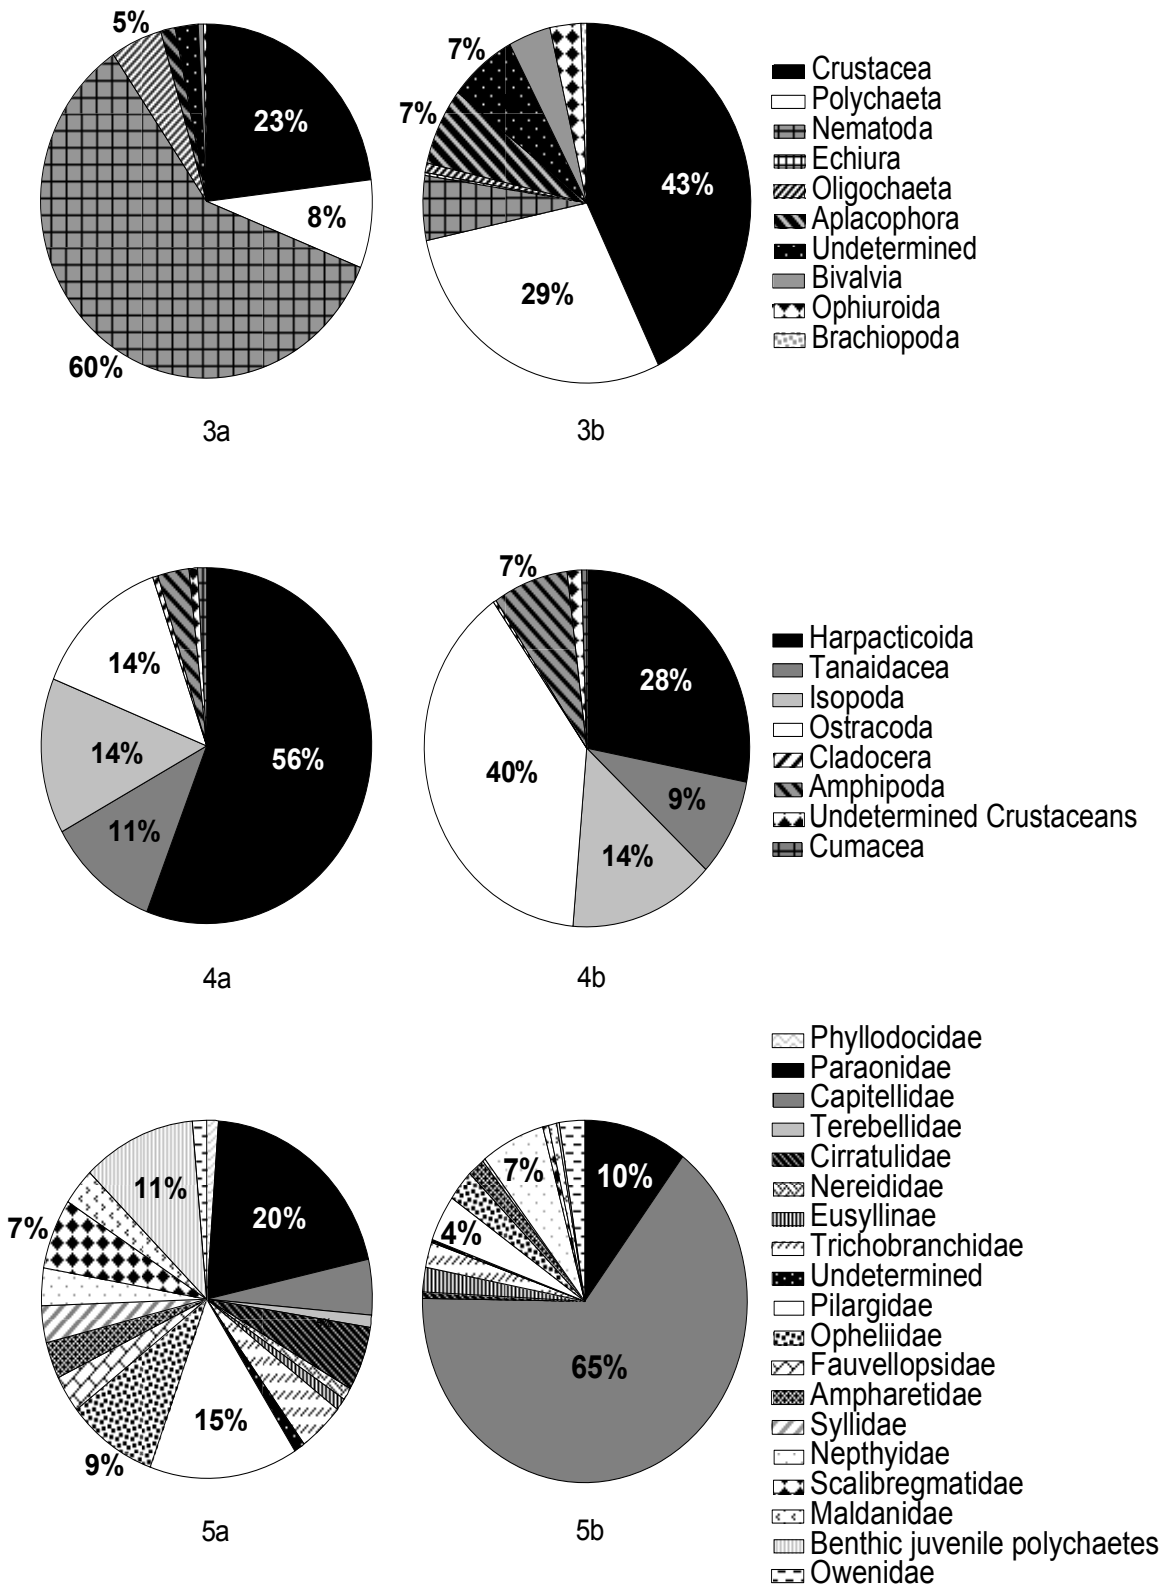 5%
23%
8%
60%
3a
7%
7%
43%
29%
3b
Crustacea
Polychaeta
Nematoda
Echiura
Oligochaeta
Aplacophora
Undetermined
Bivalvia
Ophiuroida
Brachiopoda
14%
14%
11%
56%
4a
7%
28%
40%
9%
14%
4b
Harpacticoida
Tanaidacea
Isopoda
Ostracoda
Cladocera
Amphipoda
Undetermined Crustaceans
Cumacea
11%
7%
20%
15%
9%
5a
7%
10%
4%
65%
5b
Phyllodocidae
Paraonidae
Capitellidae
Terebellidae
Cirratulidae
Nereididae
Eusyllinae
Trichobranchidae
Undetermined
Pilargidae
Opheliidae
Fauvellopsidae
Ampharetidae
Syllidae
Nepthyidae
Scalibregmatidae
Maldanidae
Benthic juvenile polychaetes
Owenidae